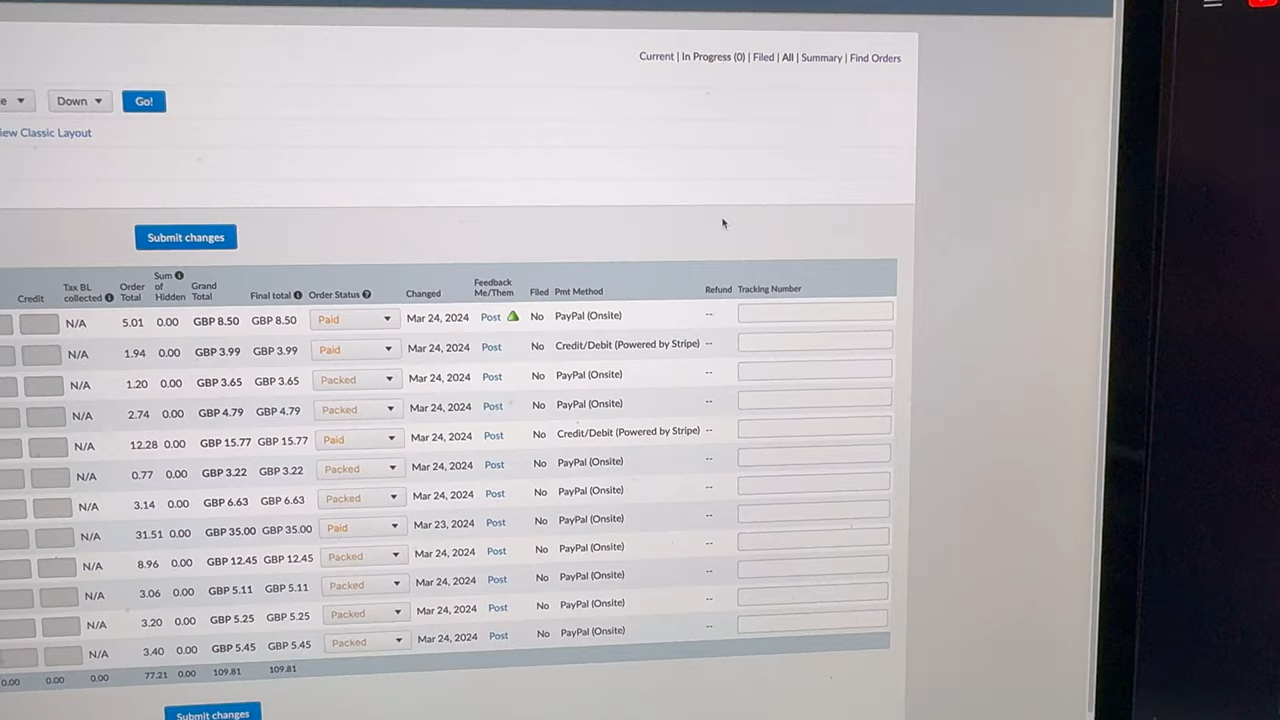 Current | In Progress (0) | Filed | All | Summary | Find Orders
e Down Go!
iew Classic Layout
Submit changes
Credit Tax BL collected Order Total Sum of Hidden Grand Total Final total Order Status Changed Feedback Me/Them Filed Pmt Method Refund Tracking Number
N/A 5.01 0.00 GBP 8.50 GBP 8.50 Paid Mar 24, 2024 Post No PayPal (Onsite) --
N/A 1.94 0.00 GBP 3.99 GBP 3.99 Paid Mar 24, 2024 Post No Credit/Debit (Powered by Stripe) --
N/A 1.20 0.00 GBP 3.65 GBP 3.65 Packed Mar 24, 2024 Post No PayPal (Onsite) --
N/A 2.74 0.00 GBP 4.79 GBP 4.79 Packed Mar 24, 2024 Post No PayPal (Onsite) --
N/A 12.28 0.00 GBP 15.77 GBP 15.77 Paid Mar 24, 2024 Post No Credit/Debit (Powered by Stripe) --
N/A 0.77 0.00 GBP 3.22 GBP 3.22 Packed Mar 24, 2024 Post No PayPal (Onsite) --
N/A 3.14 0.00 GBP 6.63 GBP 6.63 Packed Mar 24, 2024 Post No PayPal (Onsite) --
N/A 31.51 0.00 GBP 35.00 GBP 35.00 Paid Mar 23, 2024 Post No PayPal (Onsite) --
N/A 8.96 0.00 GBP 12.45 GBP 12.45 Packed Mar 24, 2024 Post No PayPal (Onsite) --
N/A 3.06 0.00 GBP 5.11 GBP 5.11 Packed Mar 24, 2024 Post No PayPal (Onsite) --
N/A 3.20 0.00 GBP 5.25 GBP 5.25 Packed Mar 24, 2024 Post No PayPal (Onsite) --
N/A 3.40 0.00 GBP 5.45 GBP 5.45 Packed Mar 24, 2024 Post No PayPal (Onsite) --
0.00 0.00 0.00 77.21 0.00 109.81 109.81
Submit changes